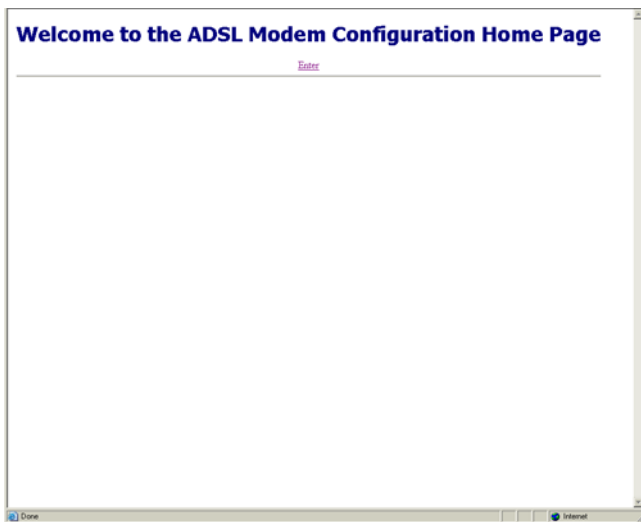 Welcome to the ADSL Modem Configuration Home Page
Enter
Done
Internet